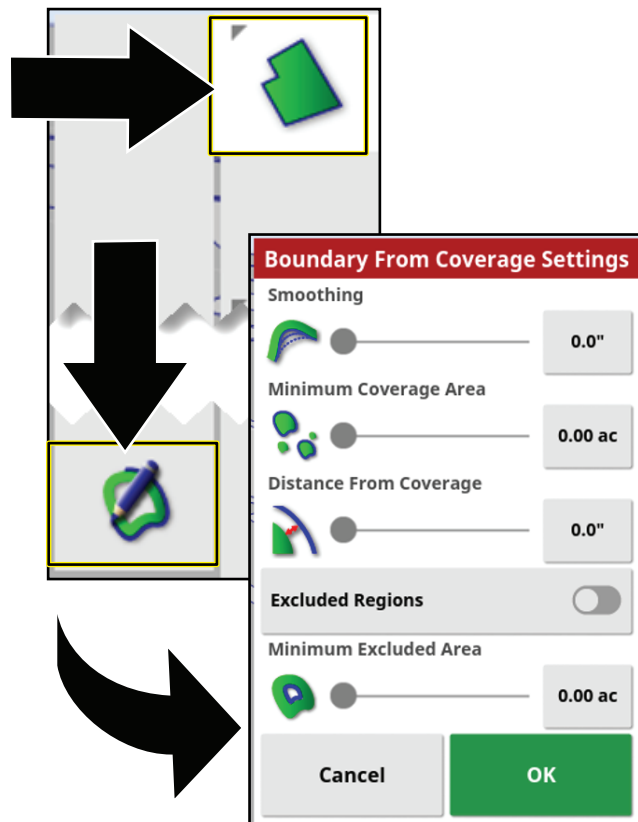 Boundary From Coverage Settings
Smoothing
0.0"
Minimum Coverage Area
0.00 ac
Distance From Coverage
0.0"
Excluded Regions
Minimum Excluded Area
0.00 ac
Cancel OK